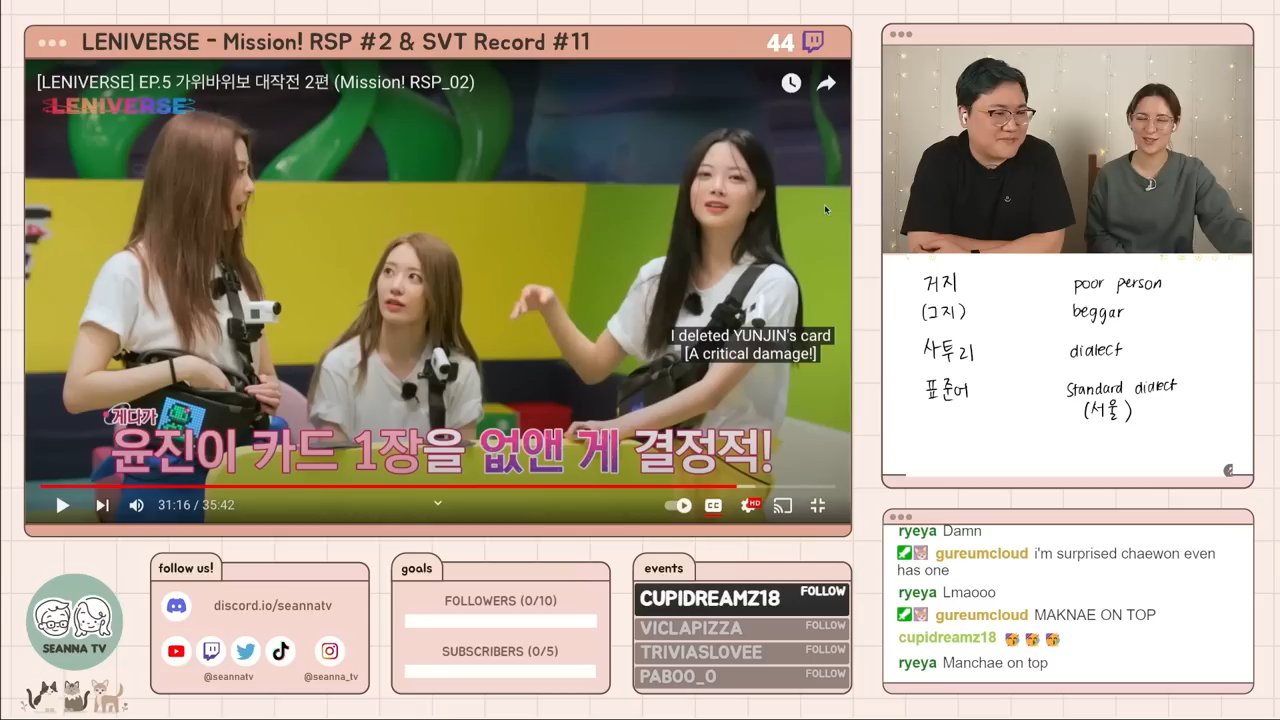 LENIVERSE - Mission! RSP #2 & SVT Record #11
44
[LENIVERSE] EP.5 가위바위보 대작전 2편 (Mission! RSP_02)
LENIVERSE
I deleted YUNJIN's card
[A critical damage!]
게다가
윤진이 카드 1장을 없앤 게 결정적!
31:16 / 35:42
CC
HD
거지 poor person
(그지) beggar
사투리 dialect
표준어 Standard dialect
(서울)
ryeya Damn
gureumcloud i'm surprised chaewon even
has one
ryeya Lmaooo
gureumcloud MAKNAE ON TOP
cupidreamz18
ryeya Manchae on top
SEANNA TV
follow us!
discord.io/seannatv
@seannatv
@seanna_tv
goals
FOLLOWERS (0/10)
SUBSCRIBERS (0/5)
events
CUPIDREAMZ18 FOLLOW
VICLAPIZZA FOLLOW
TRIVIASLOVEE FOLLOW
PABOO_0 FOLLOW